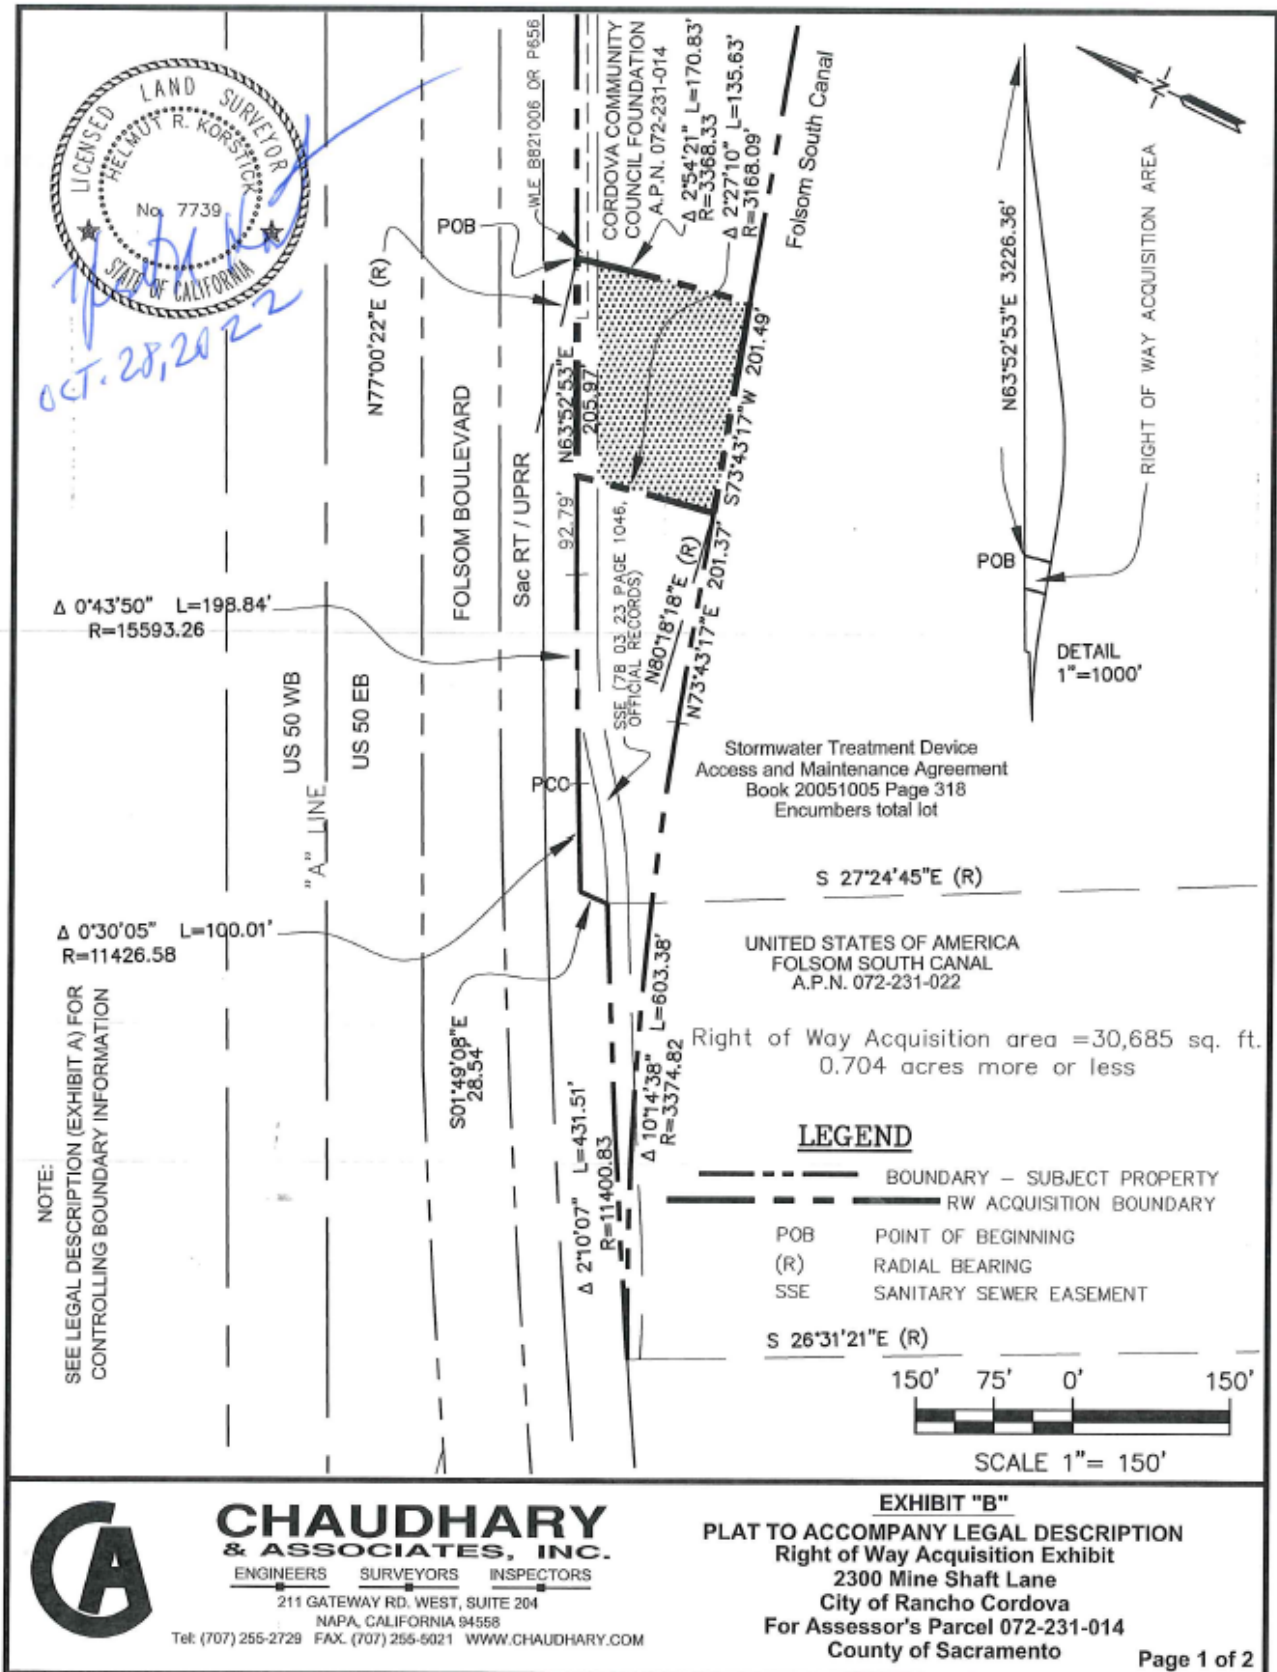 LICENSED LAND SURVEYOR
HELMUT R. KORSTICK
No. 7739
STATE OF CALIFORNIA
OCT. 28, 2022
WLE B821006 OR P656
CORDOVA COMMUNITY
COUNCIL FOUNDATION
A.P.N. 072-231-014
Δ 2°54'21" L=170.83'
R=3368.33
Δ 2°27'10" L=135.63'
R=3168.09'
Folsom South Canal
POB
N77°00'22"E (R)
N63°52'53"E
205.97'
S73°43'17"W 201.49'
N63°52'53"E 3226.36'
-N-
RIGHT OF WAY ACQUISITION AREA
POB
DETAIL
1"=1000'
FOLSOM BOULEVARD
Sac RT / UPRR
92.79'
SSE (78 03 23 PAGE 1046,
OFFICIAL RECORDS)
N80°18'18"E (R)
N73°43'17"E 201.37'
Δ 0°43'50" L=198.84'
R=15593.26
US 50 WB
US 50 EB
"A" LINE
PCC
Stormwater Treatment Device
Access and Maintenance Agreement
Book 20051005 Page 318
Encumbers total lot
S 27°24'45"E (R)
Δ 0°30'05" L=100.01'
R=11426.58
UNITED STATES OF AMERICA
FOLSOM SOUTH CANAL
A.P.N. 072-231-022
S01°49'08"E
28.54'
Δ 2°10'07" L=431.51'
R=11400.83
Δ 10°14'38" L=603.38'
R=3374.82
Right of Way Acquisition area =30,685 sq. ft.
0.704 acres more or less
NOTE:
SEE LEGAL DESCRIPTION (EXHIBIT A) FOR
CONTROLLING BOUNDARY INFORMATION
LEGEND
BOUNDARY - SUBJECT PROPERTY
RW ACQUISITION BOUNDARY
POB POINT OF BEGINNING
(R) RADIAL BEARING
SSE SANITARY SEWER EASEMENT
S 26°31'21"E (R)
150' 75' 0' 150'
SCALE 1"= 150'
CA
CHAUDHARY
& ASSOCIATES, INC.
ENGINEERS SURVEYORS INSPECTORS
211 GATEWAY RD. WEST, SUITE 204
NAPA, CALIFORNIA 94558
Tel: (707) 255-2729 FAX. (707) 255-5021 WWW.CHAUDHARY.COM
EXHIBIT "B"
PLAT TO ACCOMPANY LEGAL DESCRIPTION
Right of Way Acquisition Exhibit
2300 Mine Shaft Lane
City of Rancho Cordova
For Assessor's Parcel 072-231-014
County of Sacramento
Page 1 of 2